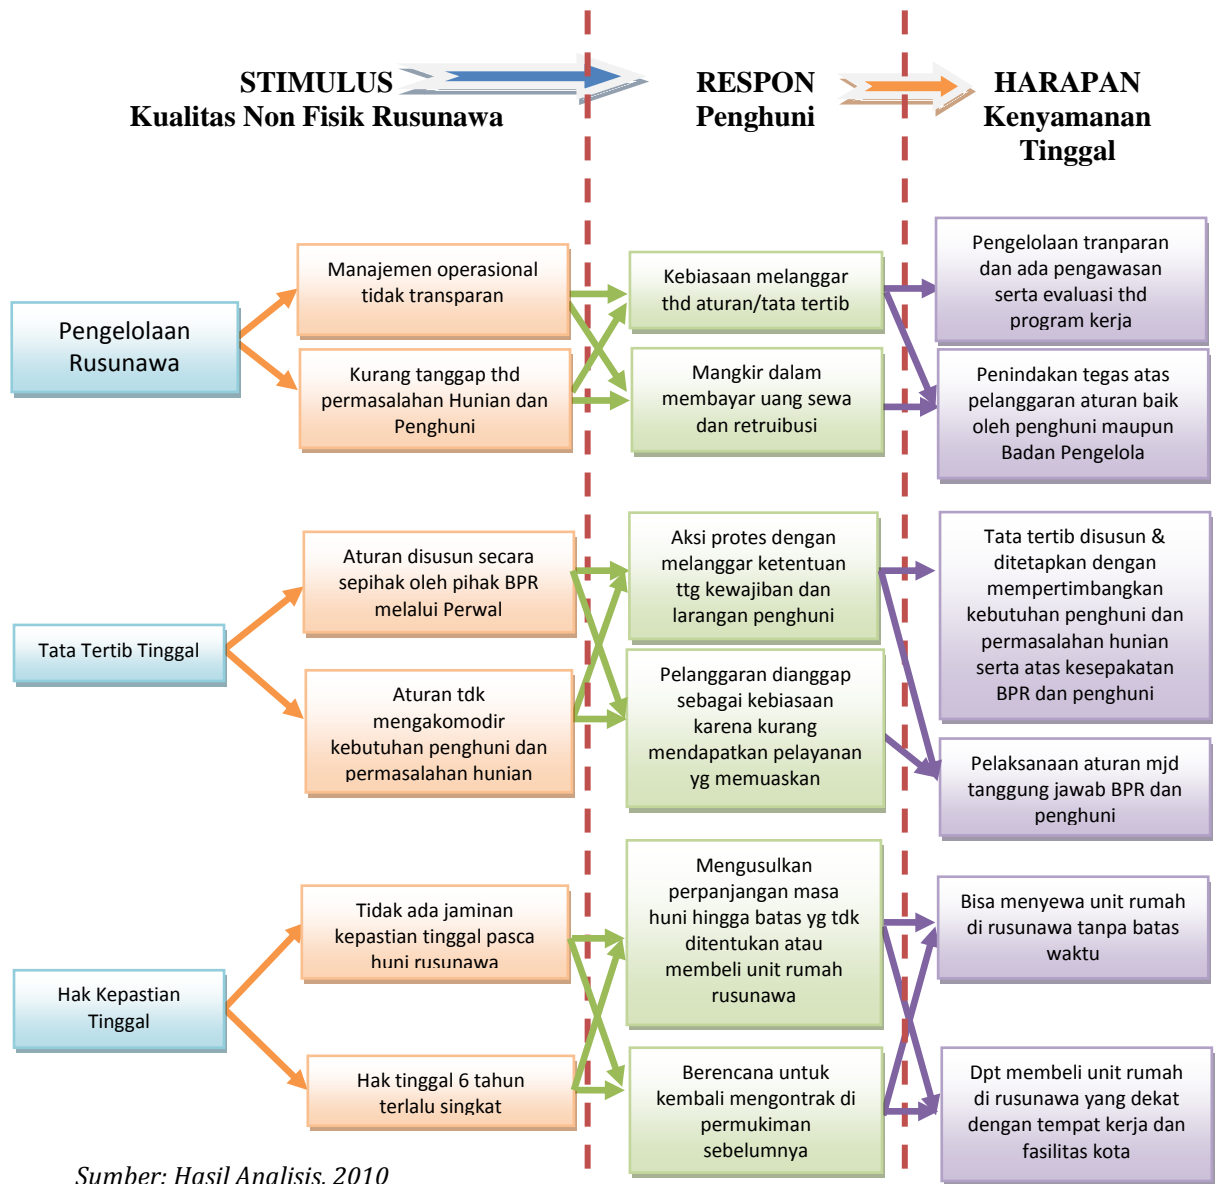 STIMULUS
Kualitas Non Fisik Rusunawa
RESPON
Penghuni
HARAPAN
Kenyamanan
Tinggal
Pengelolaan
Rusunawa
Manajemen operasional
tidak transparan
Kurang tanggap thd
permasalahan Hunian dan
Penghuni
Kebiasaan melanggar
thd aturan/tata tertib
Mangkir dalam
membayar uang sewa
dan retruibusi
Pengelolaan tranparan
dan ada pengawasan
serta evaluasi thd
program kerja
Penindakan tegas atas
pelanggaran aturan baik
oleh penghuni maupun
Badan Pengelola
Tata Tertib Tinggal
Aturan disusun secara
sepihak oleh pihak BPR
melalui Perwal
Aturan tdk
mengakomodir
kebutuhan penghuni dan
permasalahan hunian
Aksi protes dengan
melanggar ketentuan
ttg kewajiban dan
larangan penghuni
Pelanggaran dianggap
sebagai kebiasaan
karena kurang
mendapatkan pelayanan
yg memuaskan
Tata tertib disusun &
ditetapkan dengan
mempertimbangkan
kebutuhan penghuni dan
permasalahan hunian
serta atas kesepakatan
BPR dan penghuni
Pelaksanaan aturan mjd
tanggung jawab BPR dan
penghuni
Hak Kepastian
Tinggal
Tidak ada jaminan
kepastian tinggal pasca
huni rusunawa
Hak tinggal 6 tahun
terlalu singkat
Mengusulkan
perpanjangan masa
huni hingga batas yg tdk
ditentukan atau
membeli unit rumah
rusunawa
Berencana untuk
kembali mengontrak di
permukiman
sebelumnya
Bisa menyewa unit rumah
di rusunawa tanpa batas
waktu
Dpt membeli unit rumah
di rusunawa yang dekat
dengan tempat kerja dan
fasilitas kota
Sumber: Hasil Analisis, 2010